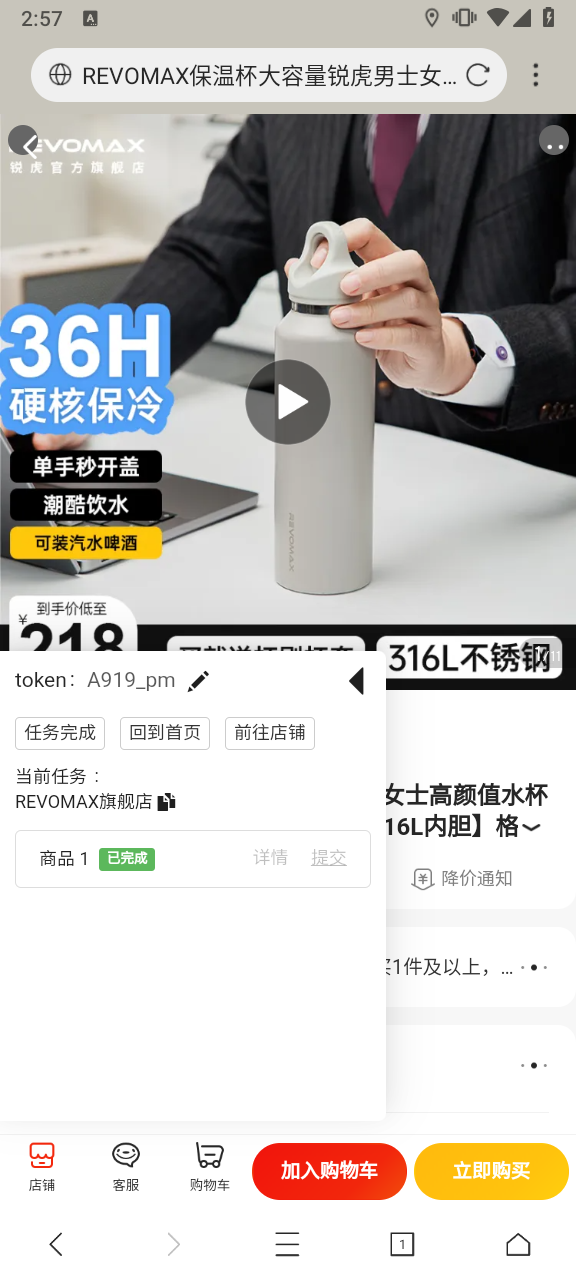 2:57
A
REVOMAX保温杯大容量锐虎男士女...
REVOMAX
锐虎官方旗舰店
36H
硬核保冷
单手秒开盖
潮酷饮水
可装汽水啤酒
REVOMAX
到手价低至
¥
218
316L不锈钢
token: A919_pm
任务完成 回到首页 前往店铺
当前任务：
REVOMAX旗舰店
商品 1 已完成 详情 提交
女士高颜值水杯
16L内胆】格
降价通知
买1件及以上，...
店铺 客服 购物车 加入购物车 立即购买
1